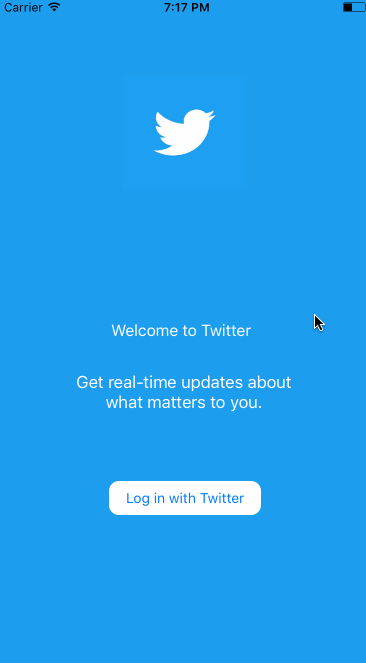 Carrier 7:17 PM
Welcome to Twitter
Get real-time updates about
what matters to you.
Log in with Twitter